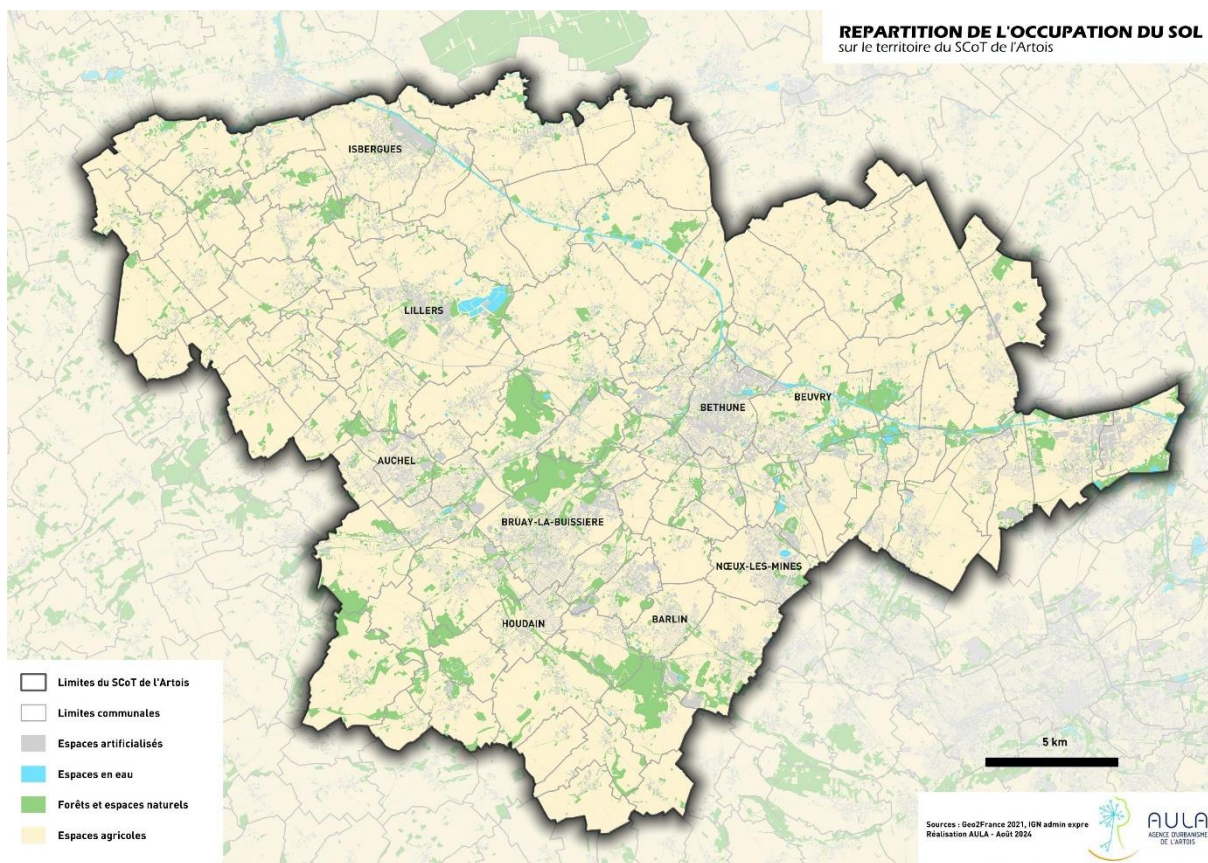 REPARTITION DE L'OCCUPATION DU SOL
sur le territoire du SCoT de l'Artois
ISBERGUES
LILLERS
BETHUNE
BEUVRY
AUCHEL
BRUAY-LA-BUISSIERE
NŒUX-LES-MINES
HOUDAIN
BARLIN
Limites du SCoT de l'Artois
Limites communales
Espaces artificialisés
Espaces en eau
Forêts et espaces naturels
Espaces agricoles
5 km
Sources : Geo2France 2021, IGN admin expre
Réalisation AULA - Août 2024
AULA
AGENCE D'URBANISME
DE L'ARTOIS